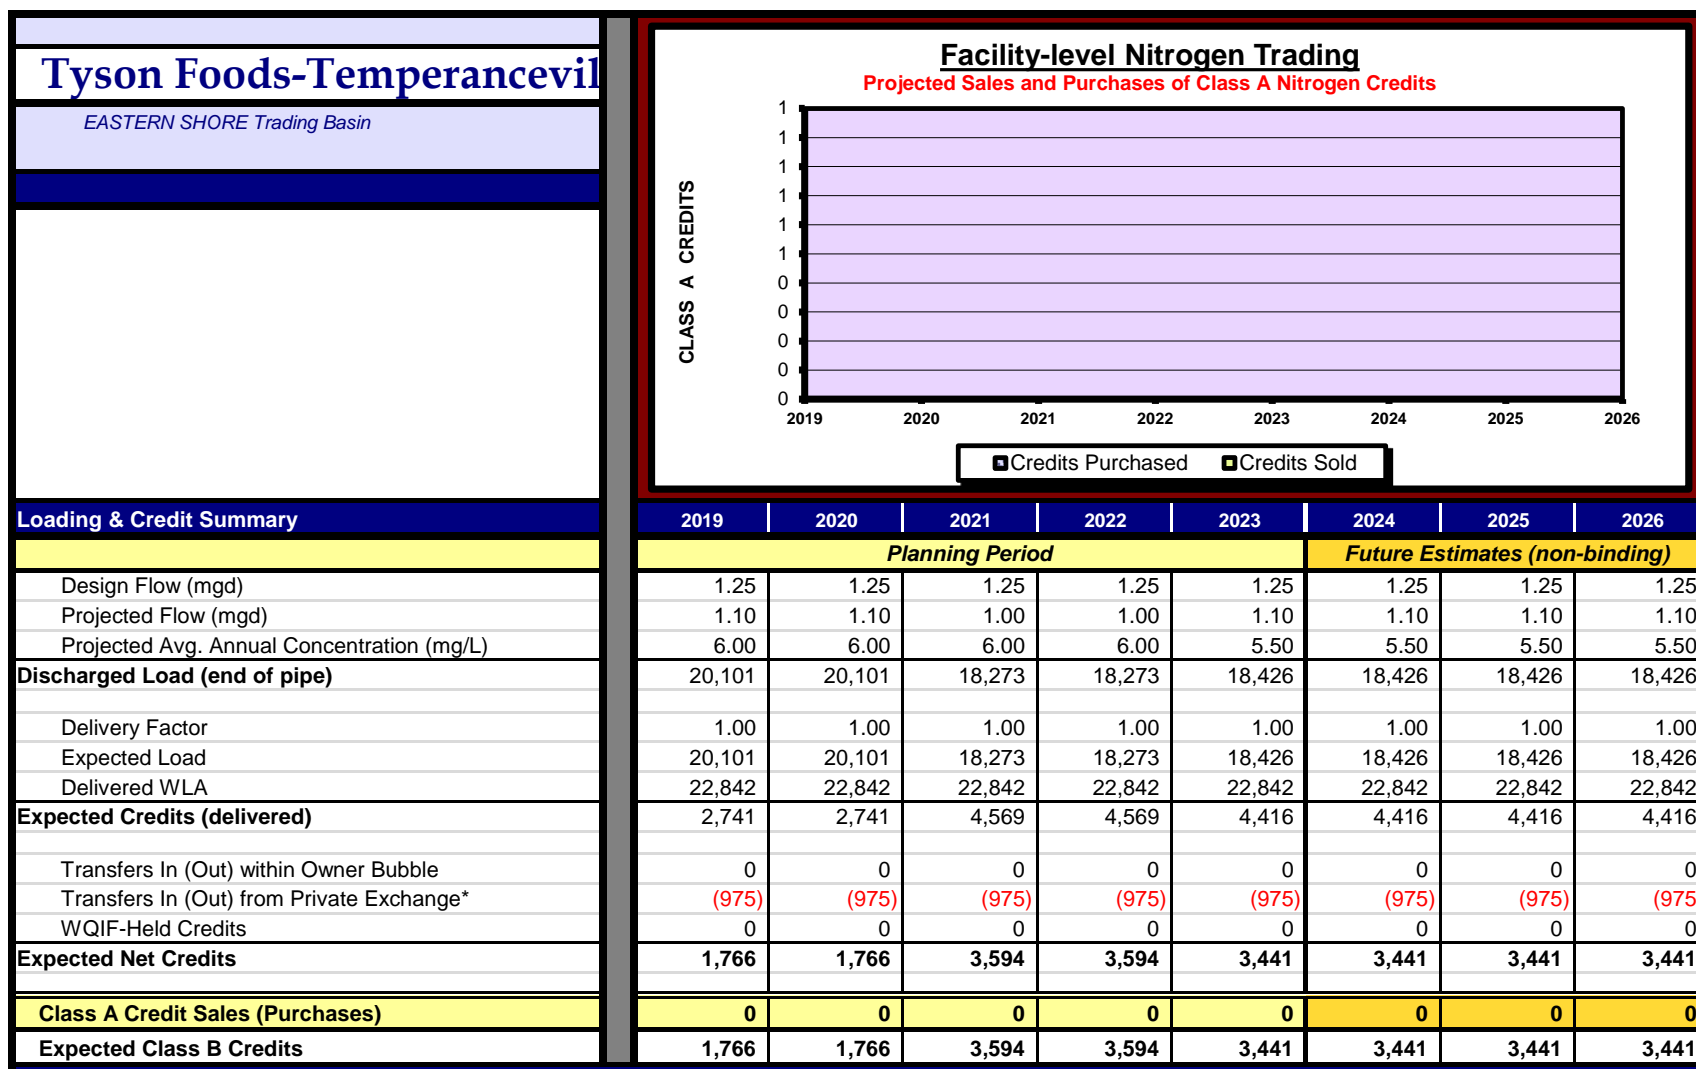 Tyson Foods-Temperancevil
EASTERN SHORE Trading Basin
Facility-level Nitrogen Trading
Projected Sales and Purchases of Class A Nitrogen Credits
CLASS A CREDITS
1
1
1
1
1
1
0
0
0
0
0
2019 2020 2021 2022 2023 2024 2025 2026
Credits Purchased Credits Sold
Loading & Credit Summary 2019 2020 2021 2022 2023 2024 2025 2026
Planning Period Future Estimates (non-binding)
Design Flow (mgd) 1.25 1.25 1.25 1.25 1.25 1.25 1.25 1.25
Projected Flow (mgd) 1.10 1.10 1.00 1.00 1.10 1.10 1.10 1.10
Projected Avg. Annual Concentration (mg/L) 6.00 6.00 6.00 6.00 5.50 5.50 5.50 5.50
Discharged Load (end of pipe) 20,101 20,101 18,273 18,273 18,426 18,426 18,426 18,426
Delivery Factor 1.00 1.00 1.00 1.00 1.00 1.00 1.00 1.00
Expected Load 20,101 20,101 18,273 18,273 18,426 18,426 18,426 18,426
Delivered WLA 22,842 22,842 22,842 22,842 22,842 22,842 22,842 22,842
Expected Credits (delivered) 2,741 2,741 4,569 4,569 4,416 4,416 4,416 4,416
Transfers In (Out) within Owner Bubble 0 0 0 0 0 0 0 0
Transfers In (Out) from Private Exchange* (975) (975) (975) (975) (975) (975) (975) (975
WQIF-Held Credits 0 0 0 0 0 0 0 0
Expected Net Credits 1,766 1,766 3,594 3,594 3,441 3,441 3,441 3,441
Class A Credit Sales (Purchases) 0 0 0 0 0 0 0 0
Expected Class B Credits 1,766 1,766 3,594 3,594 3,441 3,441 3,441 3,441